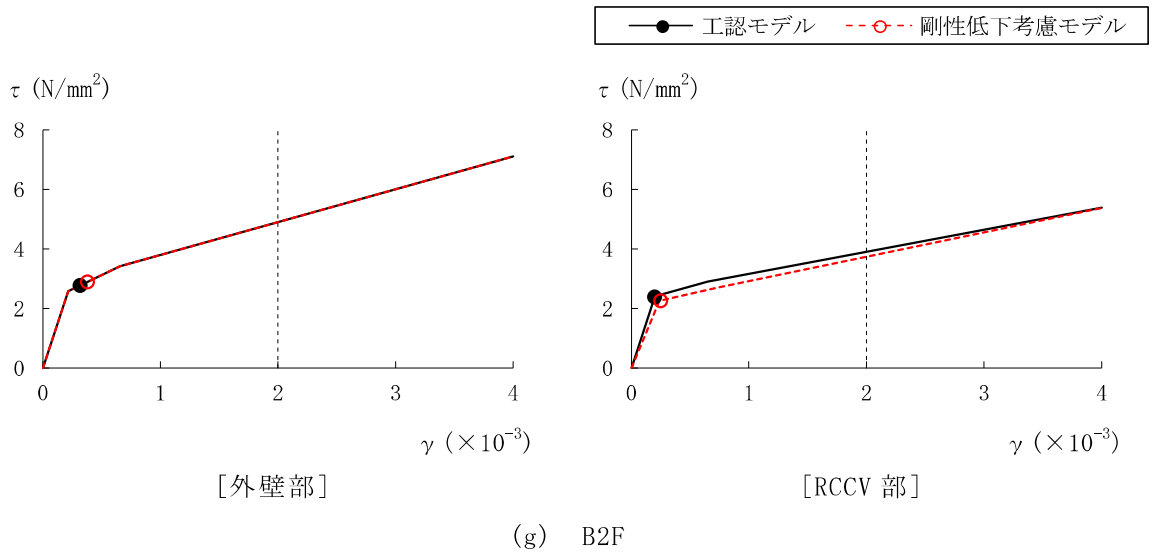 工認モデル 剛性低下考慮モデル
τ (N/mm²) τ (N/mm²)
8 8
6 6
4 4
2 2
0 0
0 1 2 3 4 0 1 2 3 4
γ (×10⁻³) γ (×10⁻³)
[外壁部] [RCCV 部]
(g) B2F